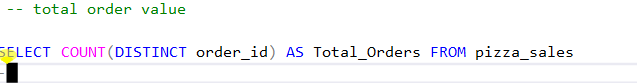 -- total order value
SELECT COUNT(DISTINCT order_id) AS Total_Orders FROM pizza_sales
-